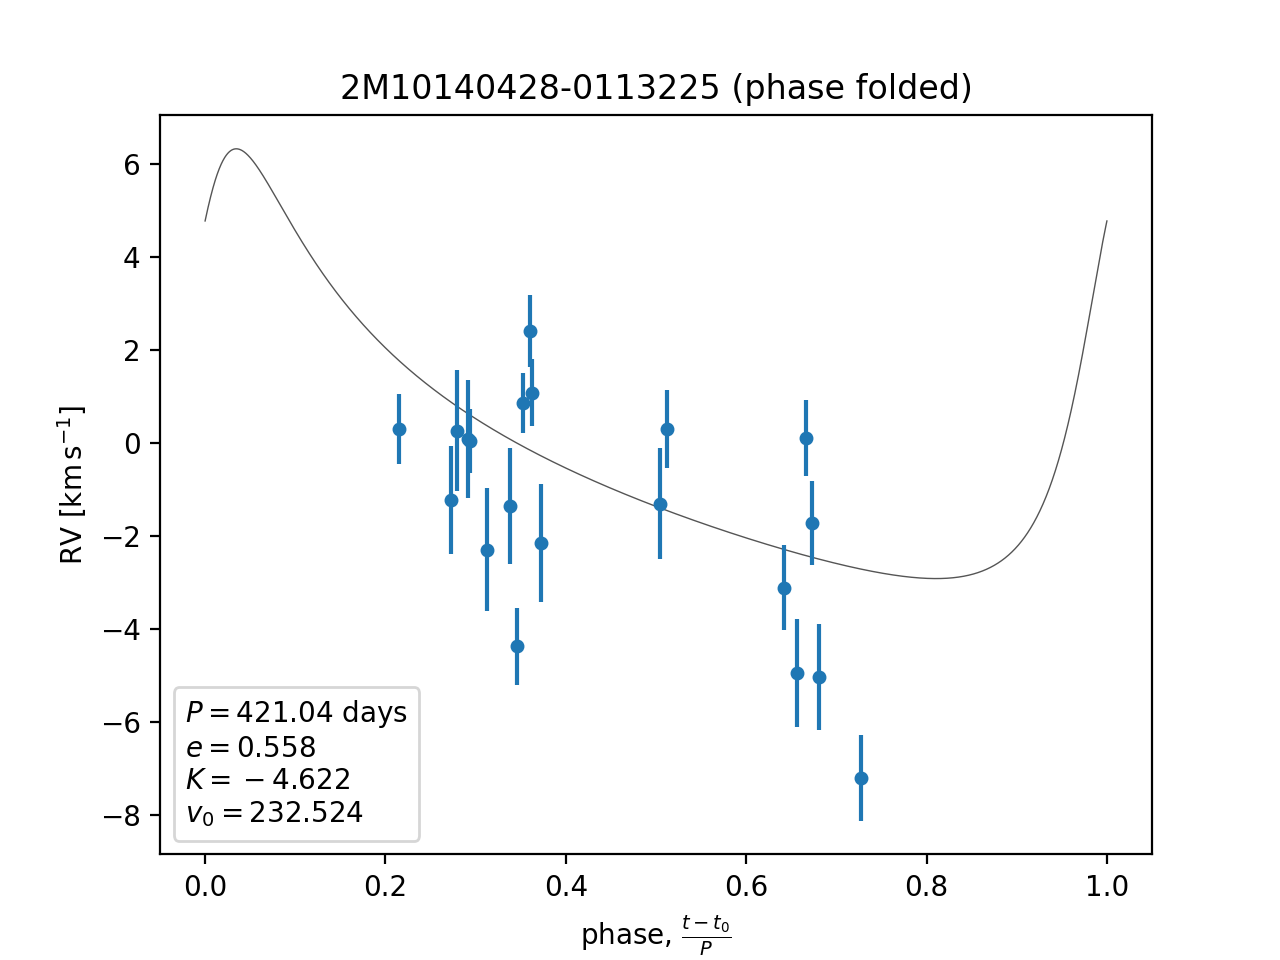 2M10140428-0113225 (phase folded)
6
4
2
0
−2
−4
−6
−8
RV [km s⁻¹]
P = 421.04 days
e = 0.558
K = −4.622
v₀ = 232.524
0.0 0.2 0.4 0.6 0.8 1.0
phase, (t − t₀)/P